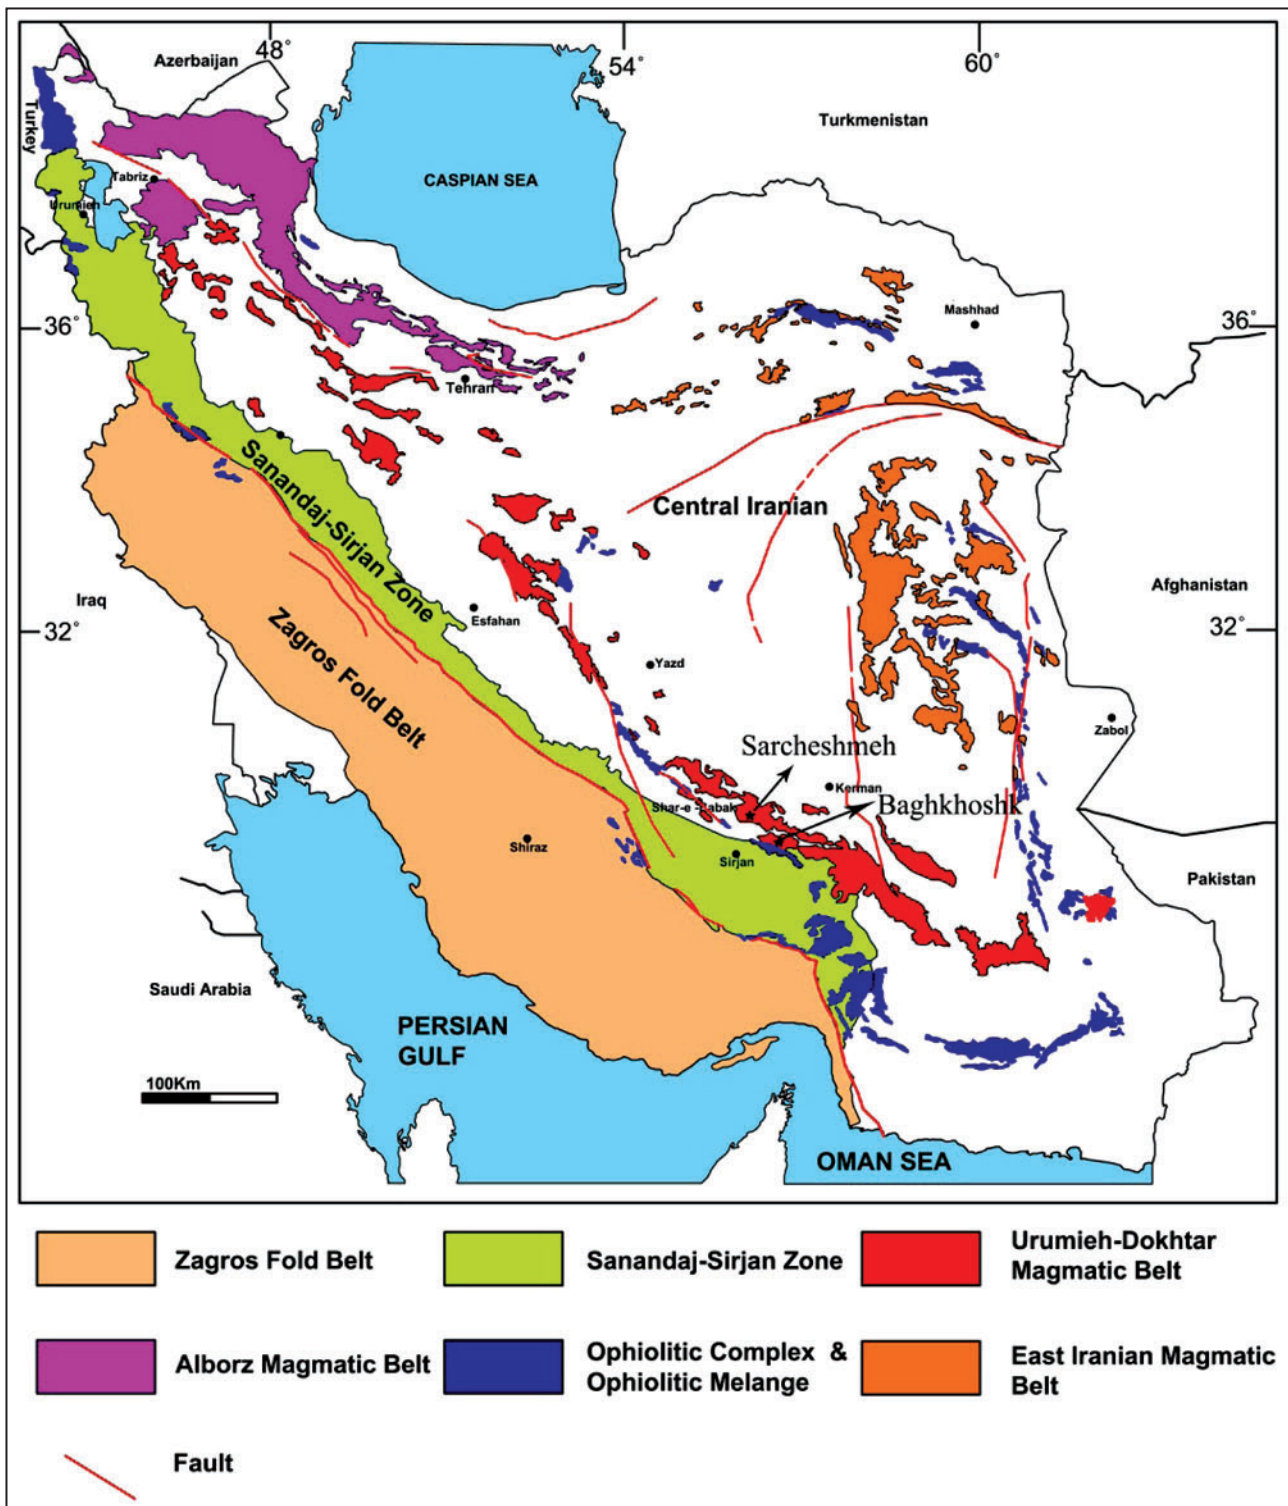 48°
54°
60°
Azerbaijan
Turkey
Turkmenistan
CASPIAN SEA
Tabriz
Urumieh
36°
Mashhad
36°
Tehran
Sanandaj-Sirjan Zone
Central Iranian
Afghanistan
Iraq
Esfahan
32°
32°
Zagros Fold Belt
Yazd
Zabol
Sarcheshmeh
Kerman
Shar-e -Babak
Baghkhoshk
Shiraz
Sirjan
Pakistan
Saudi Arabia
PERSIAN
GULF
100Km
OMAN SEA
Zagros Fold Belt
Sanandaj-Sirjan Zone
Urumieh-Dokhtar
Magmatic Belt
Alborz Magmatic Belt
Ophiolitic Complex &
Ophiolitic Melange
East Iranian Magmatic
Belt
Fault